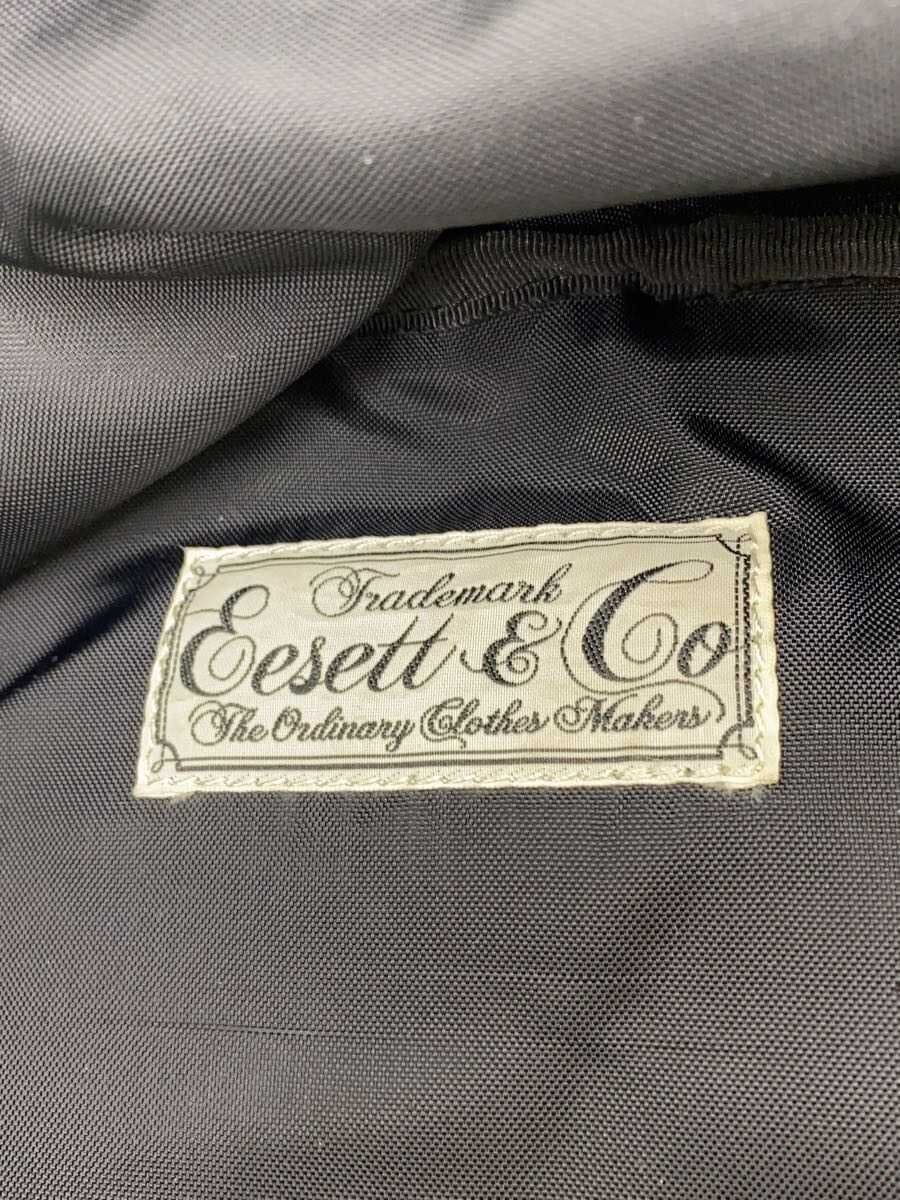 Trademark
Eesett & Co
The Ordinary Clothes Makers